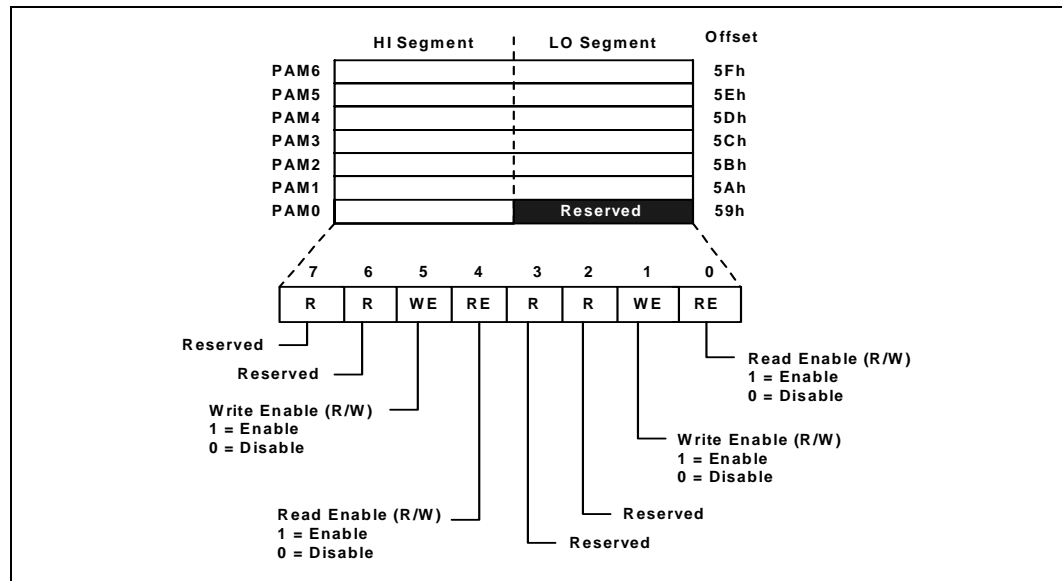 HI Segment LO Segment Offset
PAM6 5Fh
PAM5 5Eh
PAM4 5Dh
PAM3 5Ch
PAM2 5Bh
PAM1 5Ah
PAM0 Reserved 59h
7 6 5 4 3 2 1 0
R R WE RE R R WE RE
Reserved
Reserved
Write Enable (R/W)
1 = Enable
0 = Disable
Read Enable (R/W)
1 = Enable
0 = Disable
Read Enable (R/W)
1 = Enable
0 = Disable
Write Enable (R/W)
1 = Enable
0 = Disable
Reserved
Reserved